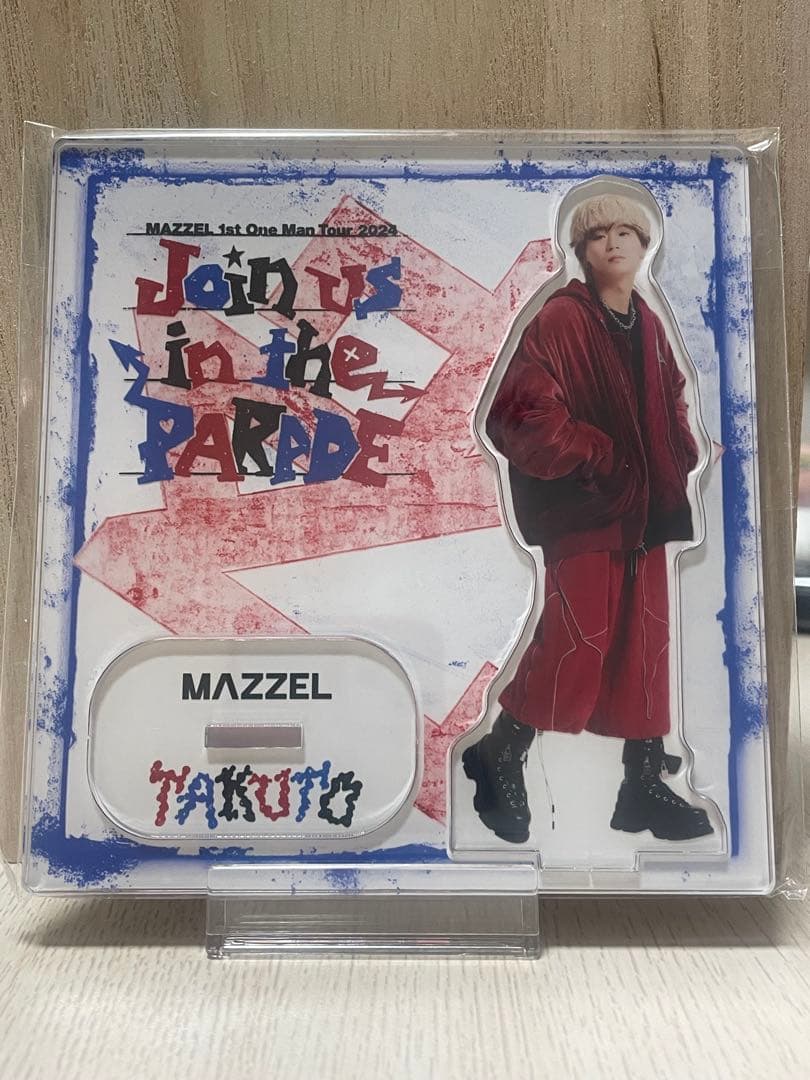 MAZZEL 1st One Man Tour 2024
Join us
in the
PARADE
MAZZEL
TAKUTO